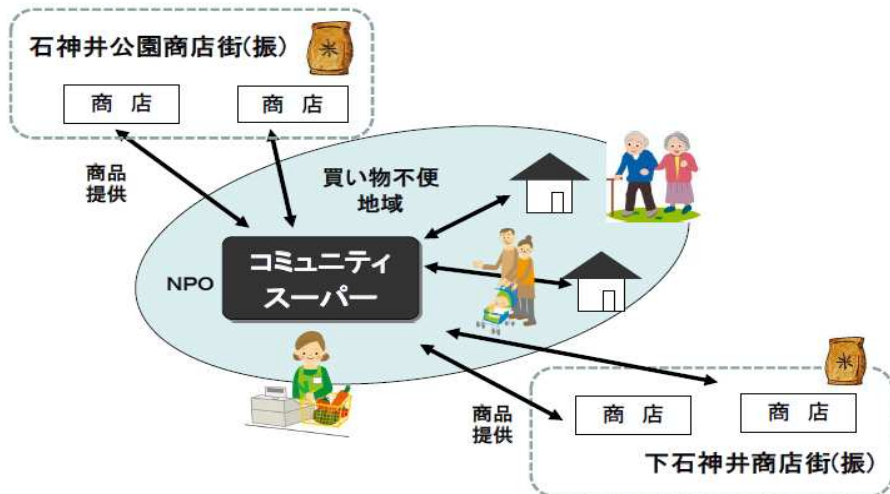 石神井公園商店街(振)
米
商 店
商 店
商品
提供
買い物不便
地域
NPO
コミュニティ
スーパー
米
商品
提供
商 店
商 店
下石神井商店街(振)